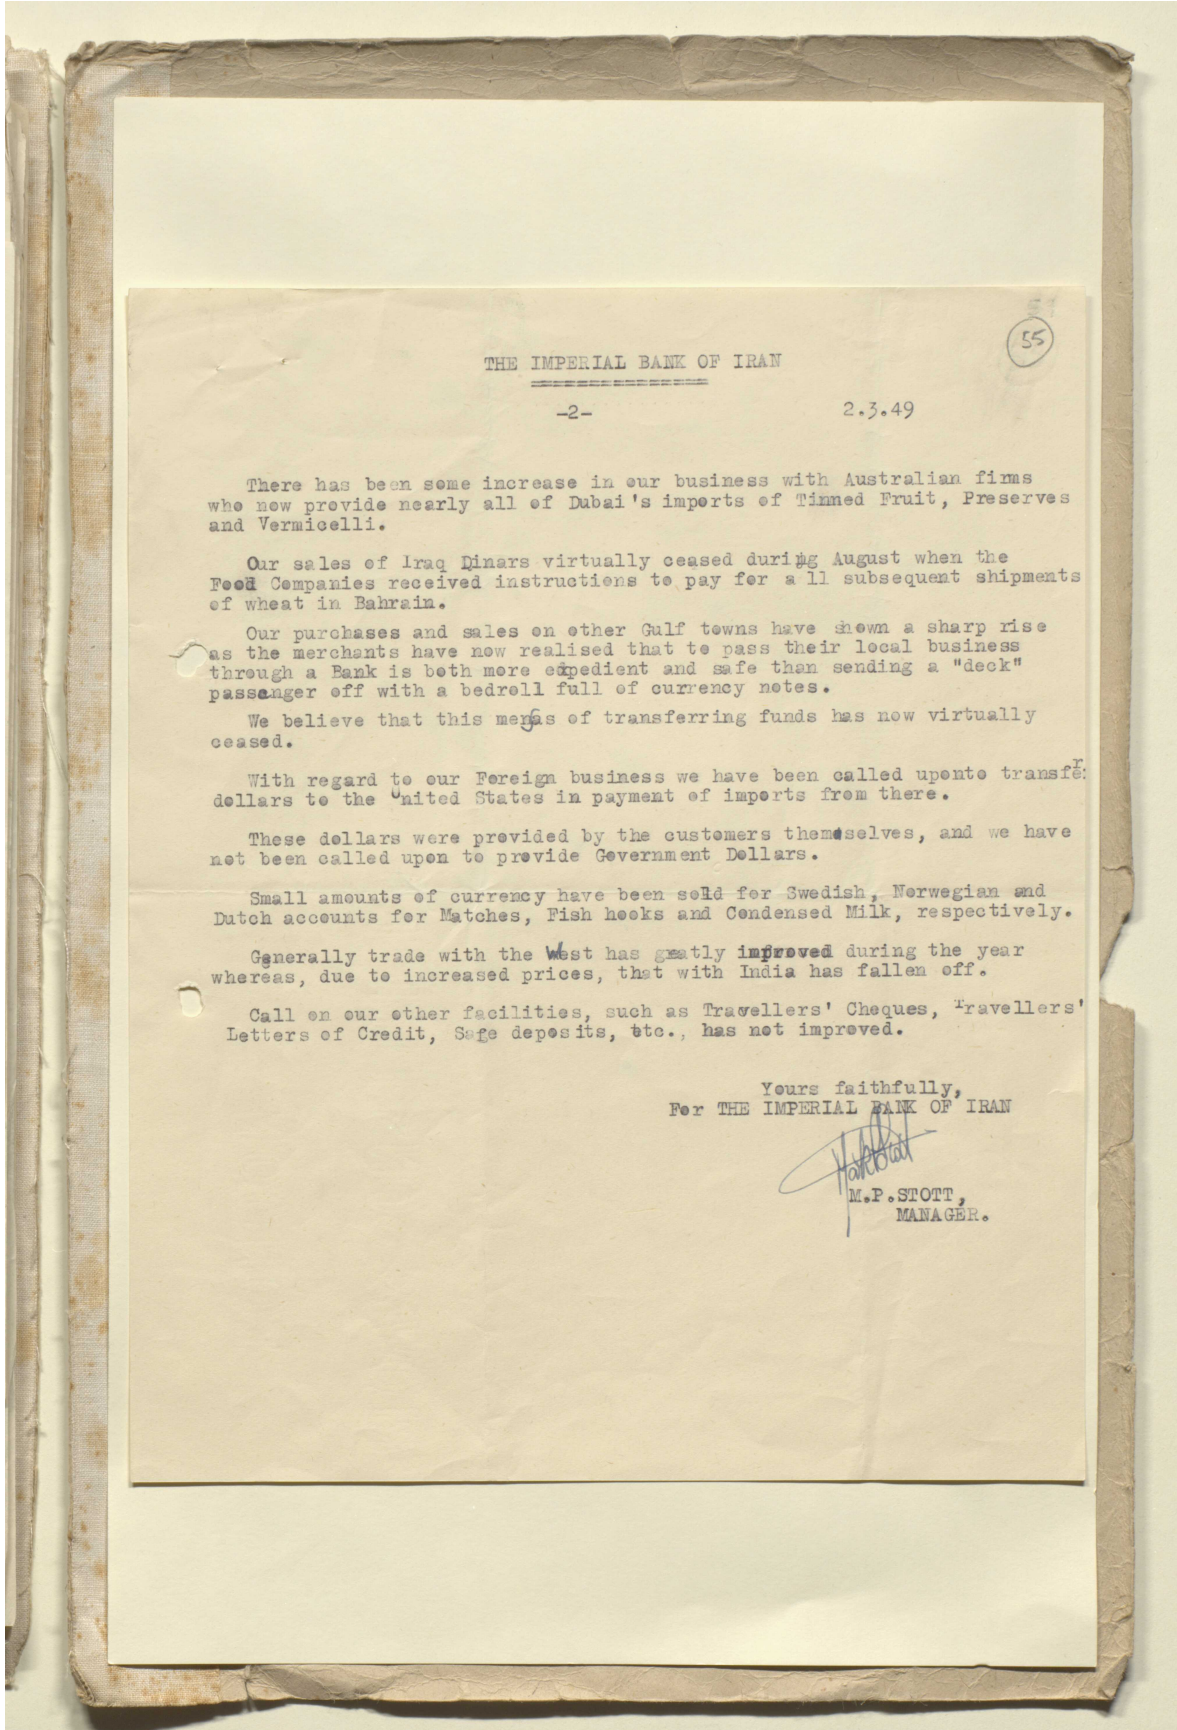 55
THE IMPERIAL BANK OF IRAN
-2-
2.3.49
There has been some increase in our business with Australian firms
who now provide nearly all of Dubai's imports of Tinned Fruit, Preserves
and Vermicelli.
Our sales of Iraq Dinars virtually ceased during August when the
Food Companies received instructions to pay for a ll subsequent shipments
of wheat in Bahrain.
Our purchases and sales on other Gulf towns have shown a sharp rise
as the merchants have now realised that to pass their local business
through a Bank is both more expedient and safe than sending a "deck"
passenger off with a bedroll full of currency notes.
We believe that this means of transferring funds has now virtually
ceased.
With regard to our Foreign business we have been called uponto transfer
dollars to the United States in payment of imports from there.
These dollars were provided by the customers themselves, and we have
not been called upon to provide Government Dollars.
Small amounts of currency have been sold for Swedish, Norwegian and
Dutch accounts for Matches, Fish hooks and Condensed Milk, respectively.
Generally trade with the West has greatly improved during the year
whereas, due to increased prices, that with India has fallen off.
Call on our other facilities, such as Travellers' Cheques, Travellers'
Letters of Credit, Safe deposits, etc., has not improved.
Yours faithfully,
For THE IMPERIAL BANK OF IRAN
M.P.STOTT,
MANAGER.